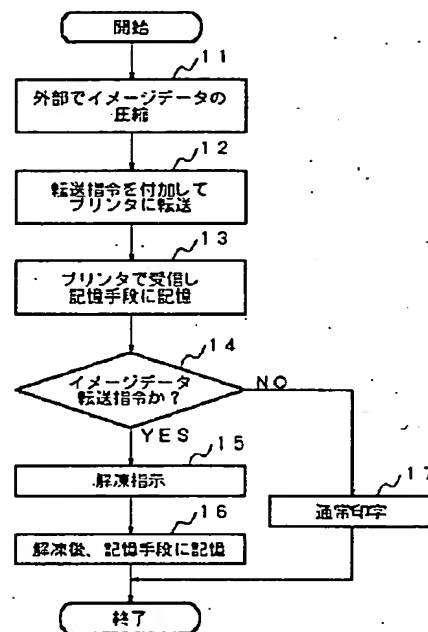 開始
11
外部でイメージデータの
圧縮
12
転送指令を付加して
プリンタに転送
13
プリンタで受信し
記憶手段に記憶
14
イメージデータ
転送指令か？
NO
YES
15
解凍指示
17
通常印字
16
解凍後、記憶手段に記憶
終了